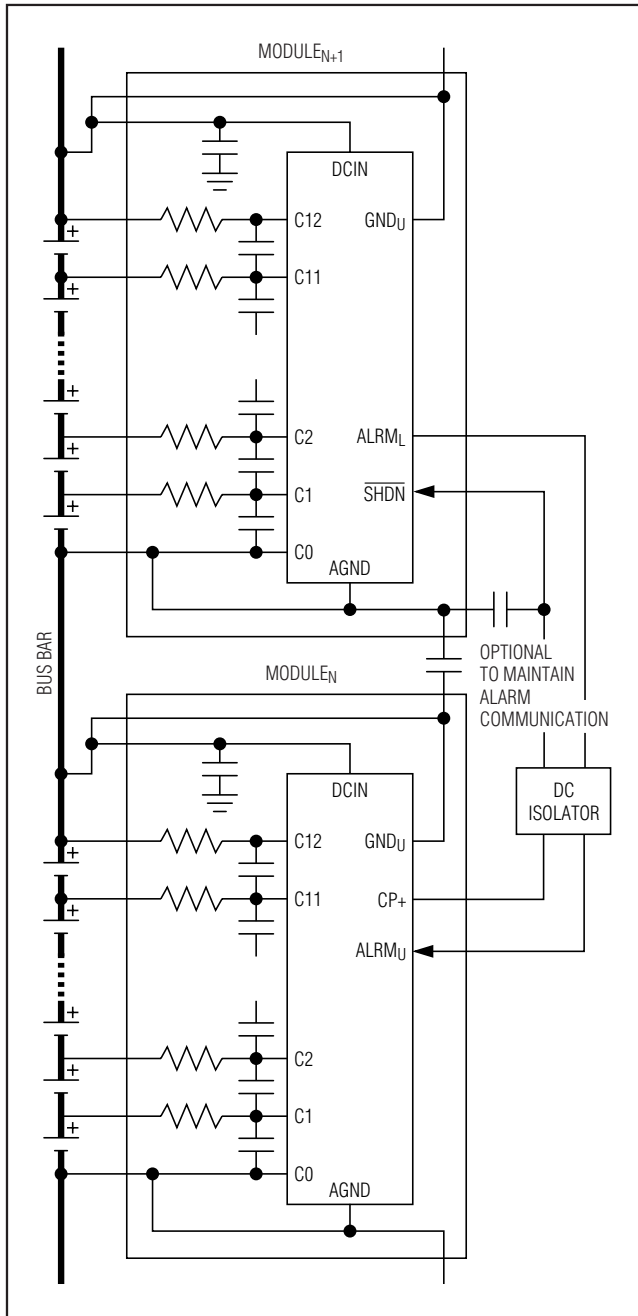 MODULEN+1
DCIN
C12
GNDU
C11
C2
ALRML
C1
SHDN
C0
AGND
BUS BAR
OPTIONAL
TO MAINTAIN
ALARM
COMMUNICATION
MODULEN
DC
ISOLATOR
DCIN
C12
GNDU
C11
CP+
ALRMU
C2
C1
C0
AGND
+
+
+
+
+
+
+
+
+
+